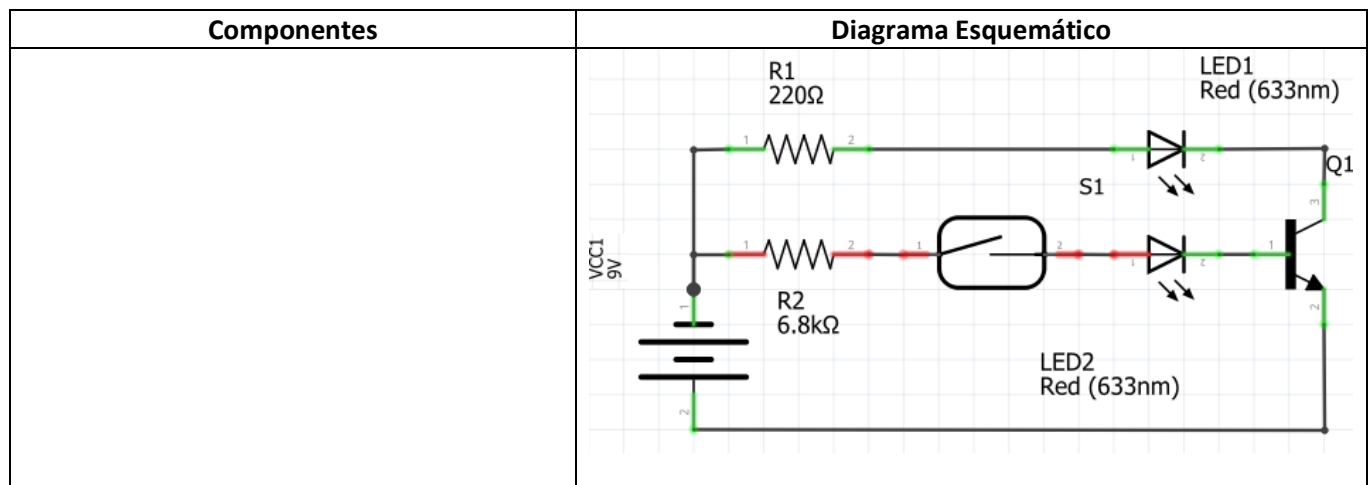 Componentes
Diagrama Esquemático
R1
220Ω
LED1
Red (633nm)
1
2
1
2
Q1
S1
3
VCC1
9V
1
2
1
2
1
2
1
R2
6.8kΩ
1
2
LED2
Red (633nm)
2